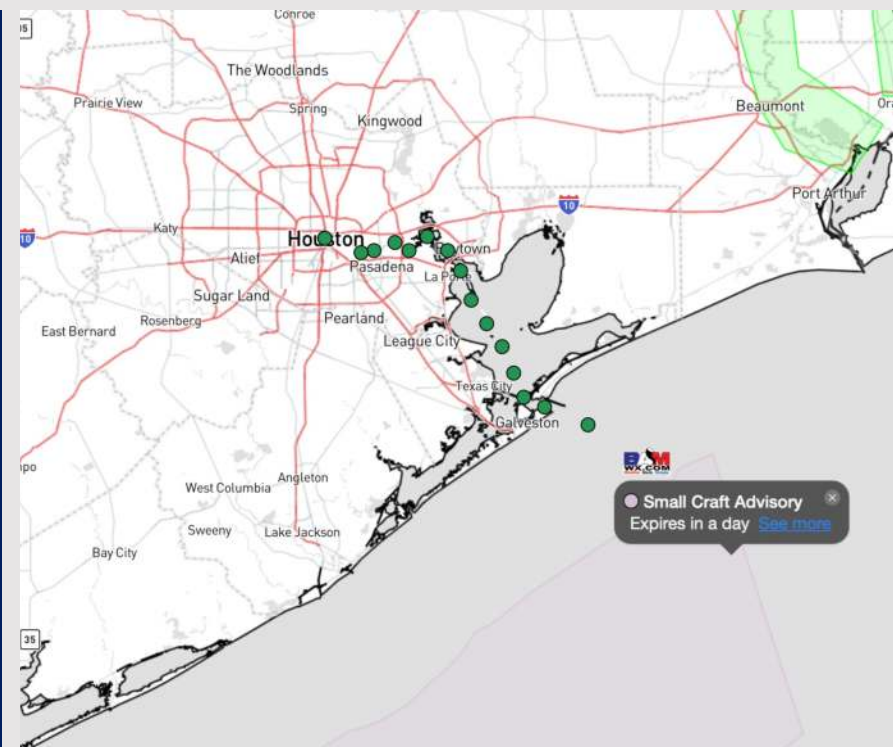 35
Conroe
The Woodlands
Prairie View
Spring
Kingwood
Beaumont
Port Arthur
10
Katy
Houston
10
Alief
Pasadena
La Porte
Sugar Land
Rosenberg
Pearland
East Bernard
League City
Texas City
Galveston
BAM
WX.COM
Small Craft Advisory
Expires in a day See more
Angleton
West Columbia
Sweeny
Lake Jackson
Bay City
35